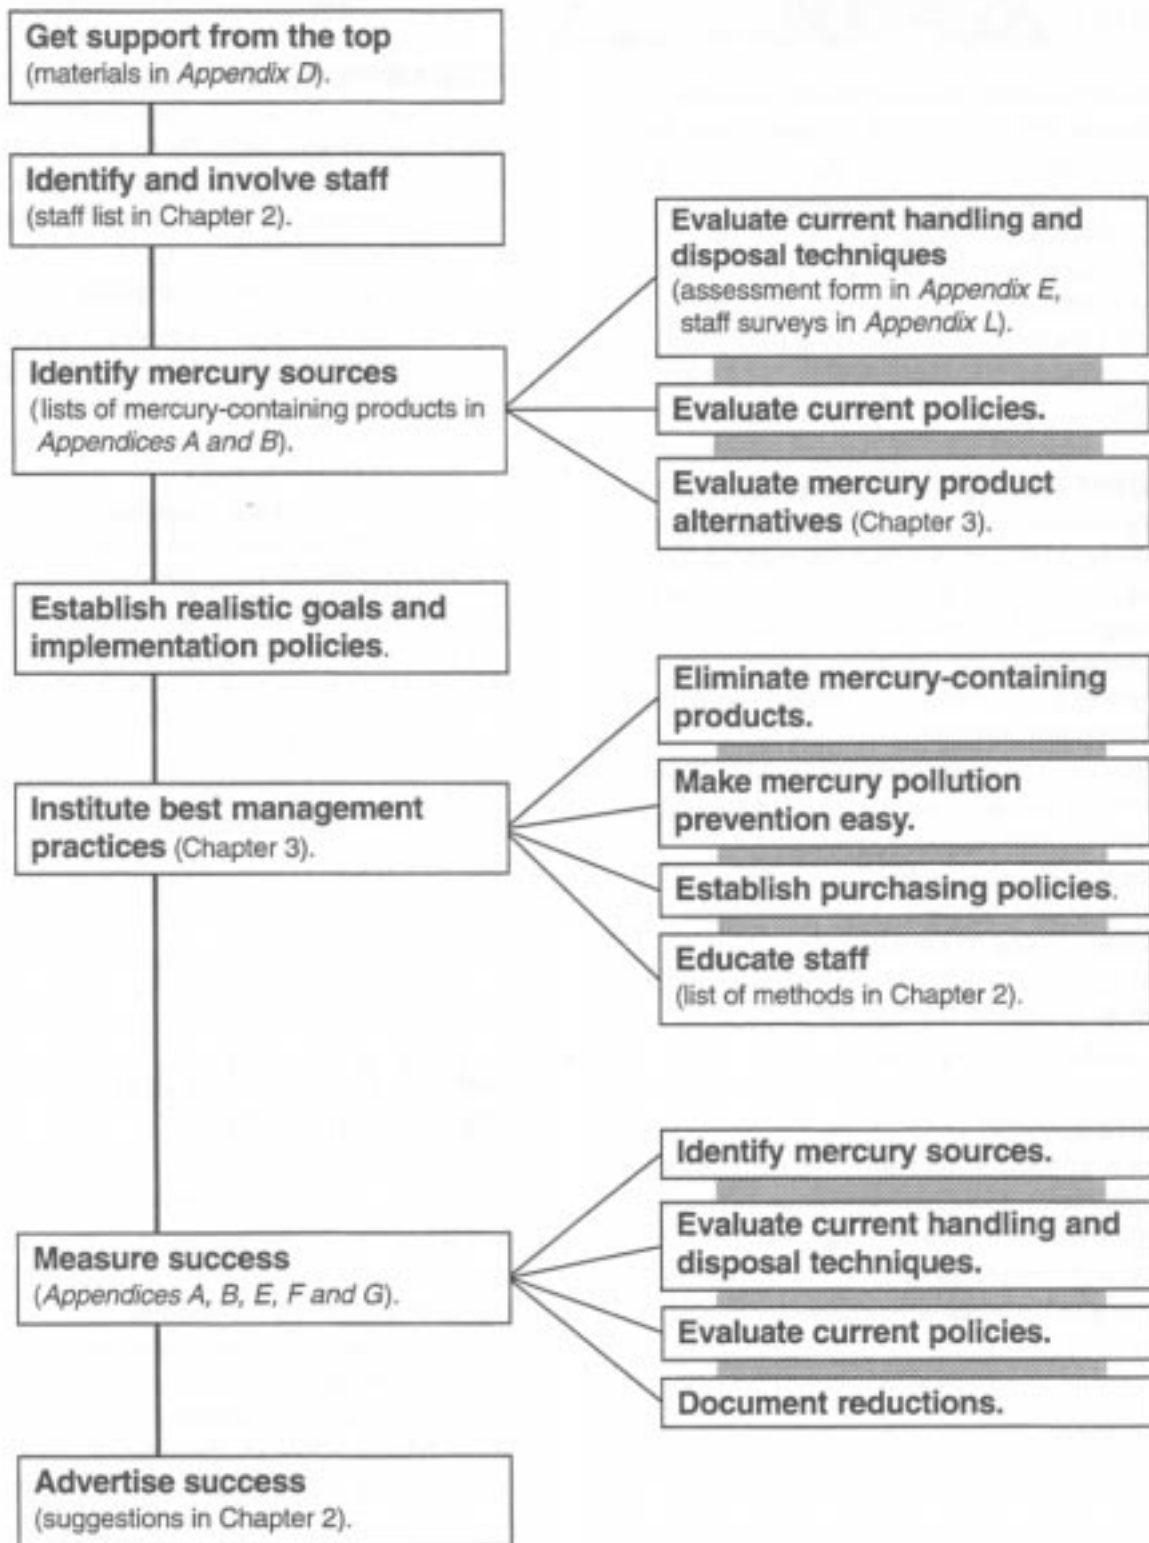 Get support from the top
(materials in Appendix D).
Identify and involve staff
(staff list in Chapter 2).
Identify mercury sources
(lists of mercury-containing products in
Appendices A and B).
Evaluate current handling and
disposal techniques
(assessment form in Appendix E,
staff surveys in Appendix L).
Evaluate current policies.
Evaluate mercury product
alternatives (Chapter 3).
Establish realistic goals and
implementation policies.
Institute best management
practices (Chapter 3).
Eliminate mercury-containing
products.
Make mercury pollution
prevention easy.
Establish purchasing policies.
Educate staff
(list of methods in Chapter 2).
Measure success
(Appendices A, B, E, F and G).
Identify mercury sources.
Evaluate current handling and
disposal techniques.
Evaluate current policies.
Document reductions.
Advertise success
(suggestions in Chapter 2).